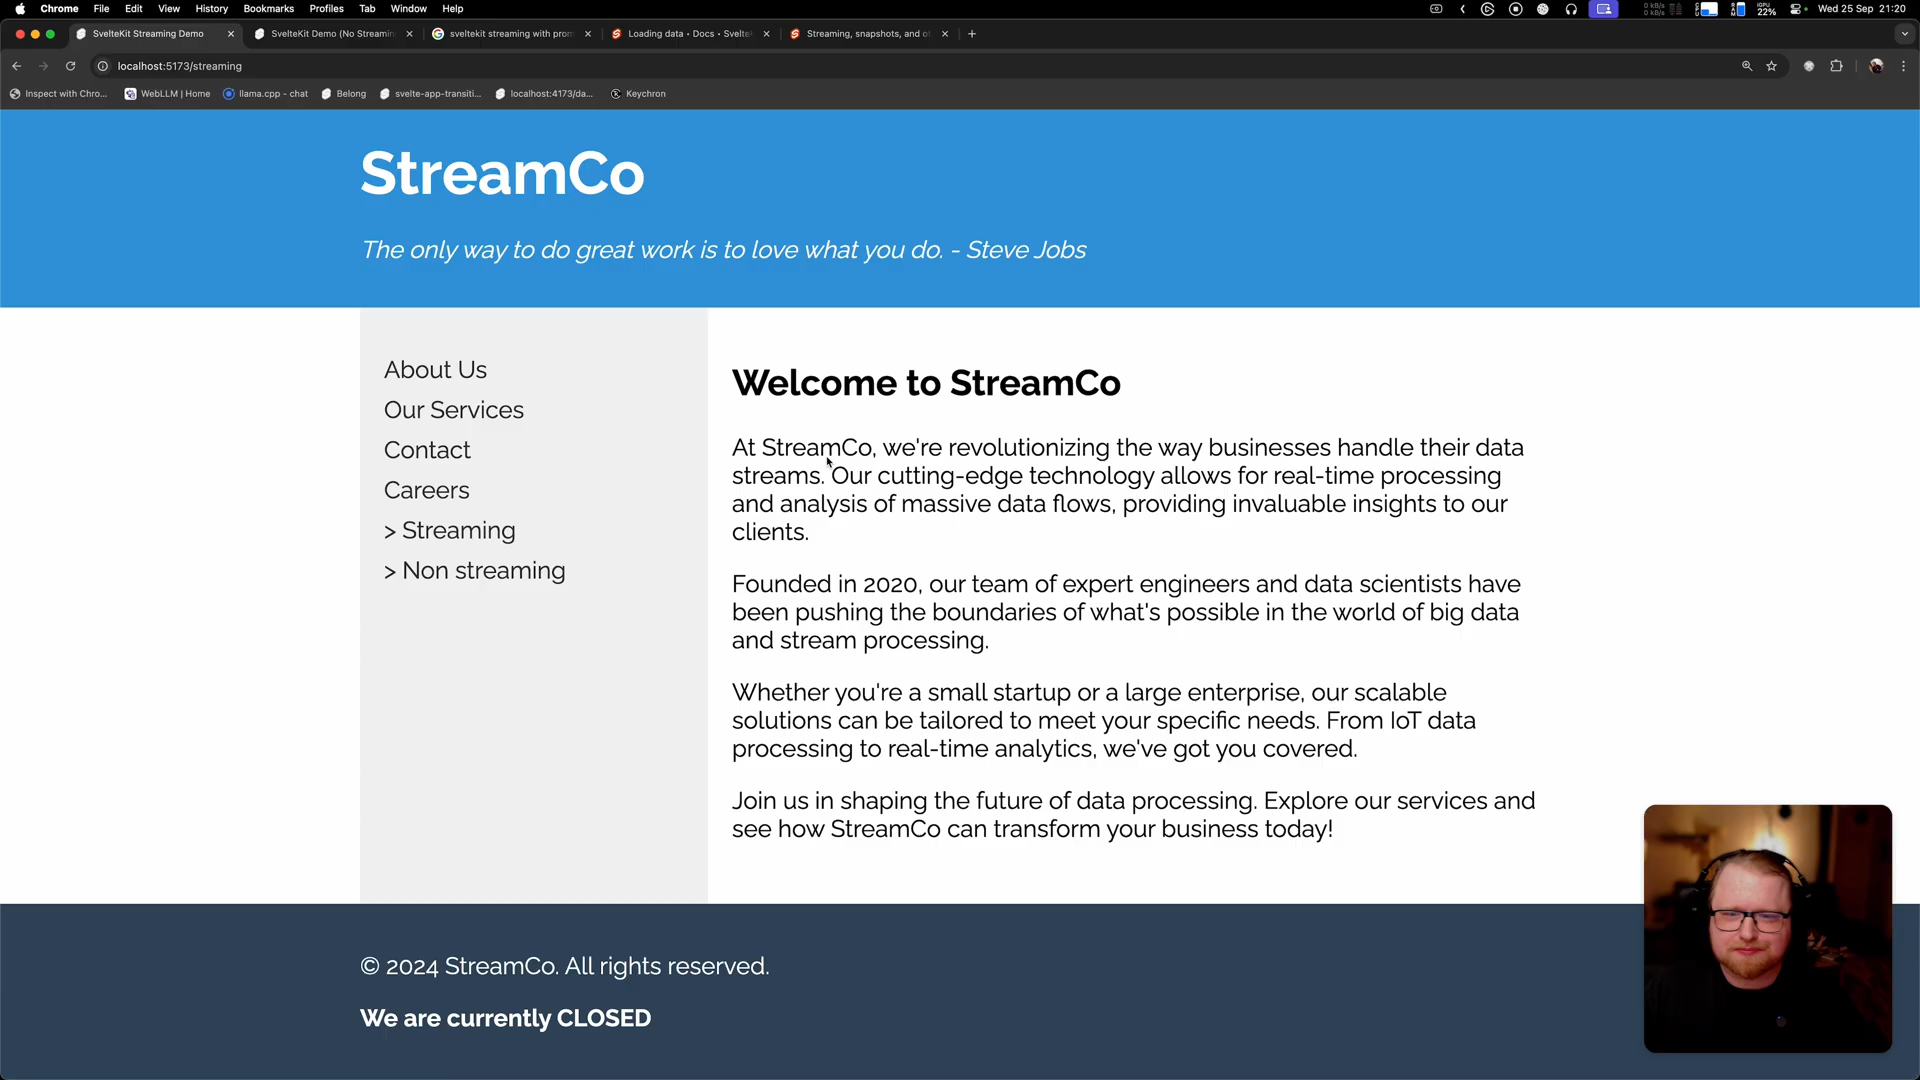 Chrome File Edit View History Bookmarks Profiles Tab Window Help
0 kB/s
0 kB/s
IGPU
22%
Wed 25 Sep 21:20
SvelteKit Streaming Demo
SvelteKit Demo (No Streamin
sveltekit streaming with prom
Loading data • Docs • Svelte
Streaming, snapshots, and ot
localhost:5173/streaming
Inspect with Chro...
WebLLM | Home
llama.cpp - chat
Belong
svelte-app-transiti...
localhost:4173/da...
Keychron
StreamCo
The only way to do great work is to love what you do. - Steve Jobs
About Us
Our Services
Contact
Careers
> Streaming
> Non streaming
Welcome to StreamCo
At StreamCo, we're revolutionizing the way businesses handle their data
streams. Our cutting-edge technology allows for real-time processing
and analysis of massive data flows, providing invaluable insights to our
clients.
Founded in 2020, our team of expert engineers and data scientists have
been pushing the boundaries of what's possible in the world of big data
and stream processing.
Whether you're a small startup or a large enterprise, our scalable
solutions can be tailored to meet your specific needs. From IoT data
processing to real-time analytics, we've got you covered.
Join us in shaping the future of data processing. Explore our services and
see how StreamCo can transform your business today!
© 2024 StreamCo. All rights reserved.
We are currently CLOSED